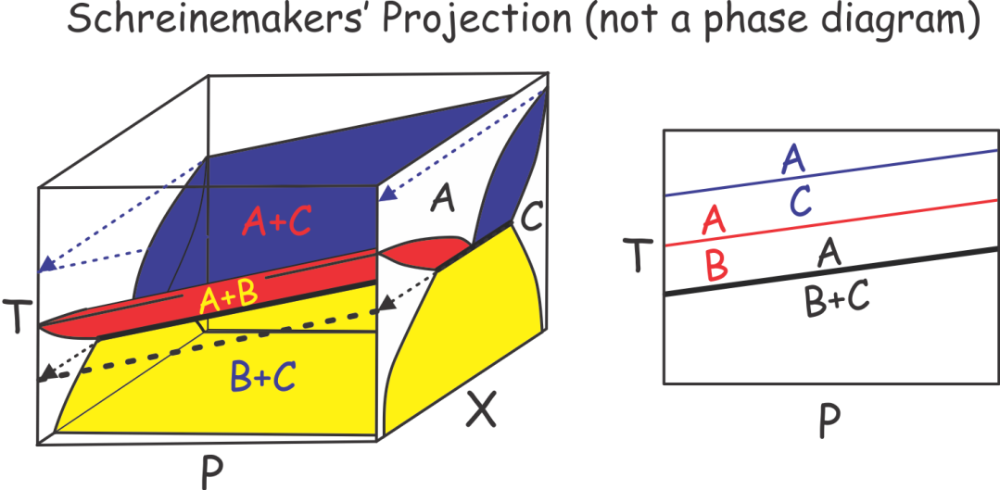 Schreinemakers' Projection (not a phase diagram)
A
C
A+C
A+B
T
B+C
X
P
A
C
A
B
T
A
B+C
P